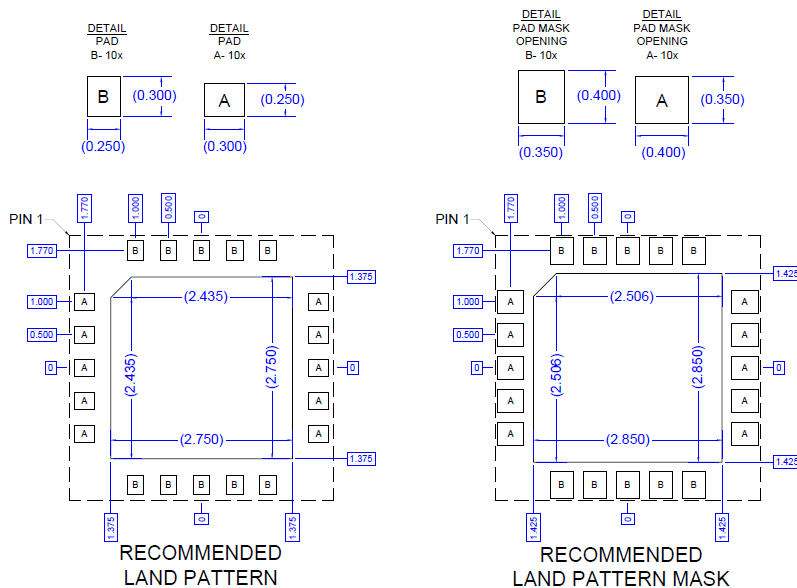 DETAIL
PAD
B- 10x
DETAIL
PAD
A- 10x
DETAIL
PAD MASK
OPENING
B- 10x
DETAIL
PAD MASK
OPENING
A- 10x
B
(0.300)
(0.250)
A
(0.250)
(0.300)
B
(0.400)
(0.350)
A
(0.350)
(0.400)
PIN 1
1.770
1.000
0.500
0
1.770
B B B B B
1.375
1.000
A
(2.435)
A
0.500
A
A
0
A
(2.435)
(2.750)
A
0
A
A
A
(2.750)
A
1.375
B B B B B
1.375
0
1.375
RECOMMENDED
LAND PATTERN
PIN 1
1.770
1.000
0.500
0
1.770
B B B B B
1.425
1.000
A
(2.506)
A
0.500
A
A
0
A
(2.506)
(2.850)
A
0
A
A
A
(2.850)
A
1.425
B B B B B
1.425
0
1.425
RECOMMENDED
LAND PATTERN MASK